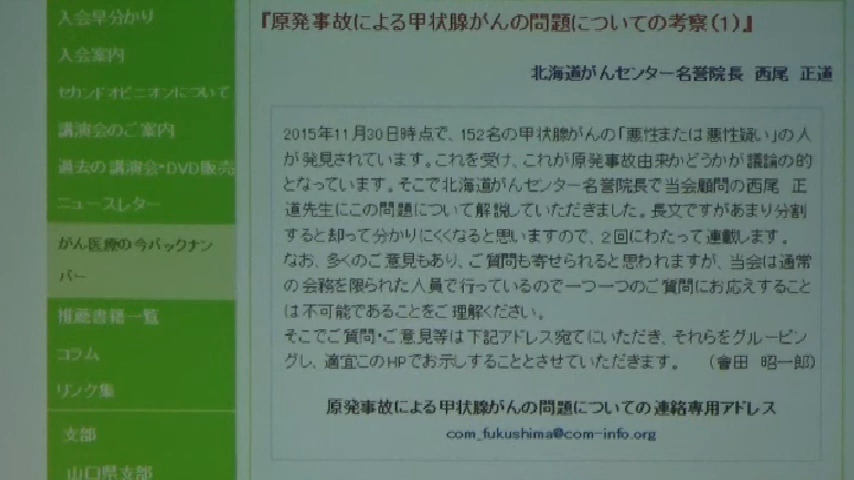 入会早分かり
入会案内
セカンドオピニオンについて
講演会のご案内
過去の講演会・DVD販売
ニュースレター
がん医療の今バックナン
バー
推薦書籍一覧
コラム
リンク集
支部
山口県支部
『原発事故による甲状腺がんの問題についての考察（1）』
北海道がんセンター名誉院長 西尾 正道
2015年11月30日時点で、152名の甲状腺がんの「悪性または悪性疑い」の人
が発見されています。これを受け、これが原発事故由来かどうかが議論の的
となっています。そこで北海道がんセンター名誉院長で当会顧問の西尾 正
道先生にこの問題について解説していただきました。長文ですがあまり分割
すると却って分かりにくくなると思いますので、２回にわたって連載します。
なお、多くのご意見もあり、ご質問も寄せられると思われますが、当会は通常
の会務を限られた人員で行っているので一つ一つのご質問にお応えすること
は不可能であることをご理解ください。
そこでご質問・ご意見等は下記アドレス宛てにいただき、それらをグルーピン
グし、適宜このHPでお示しすることとさせていただきます。 （會田 昭一郎）
原発事故による甲状腺がんの問題についての連絡専用アドレス
com_fukushima@com-info.org